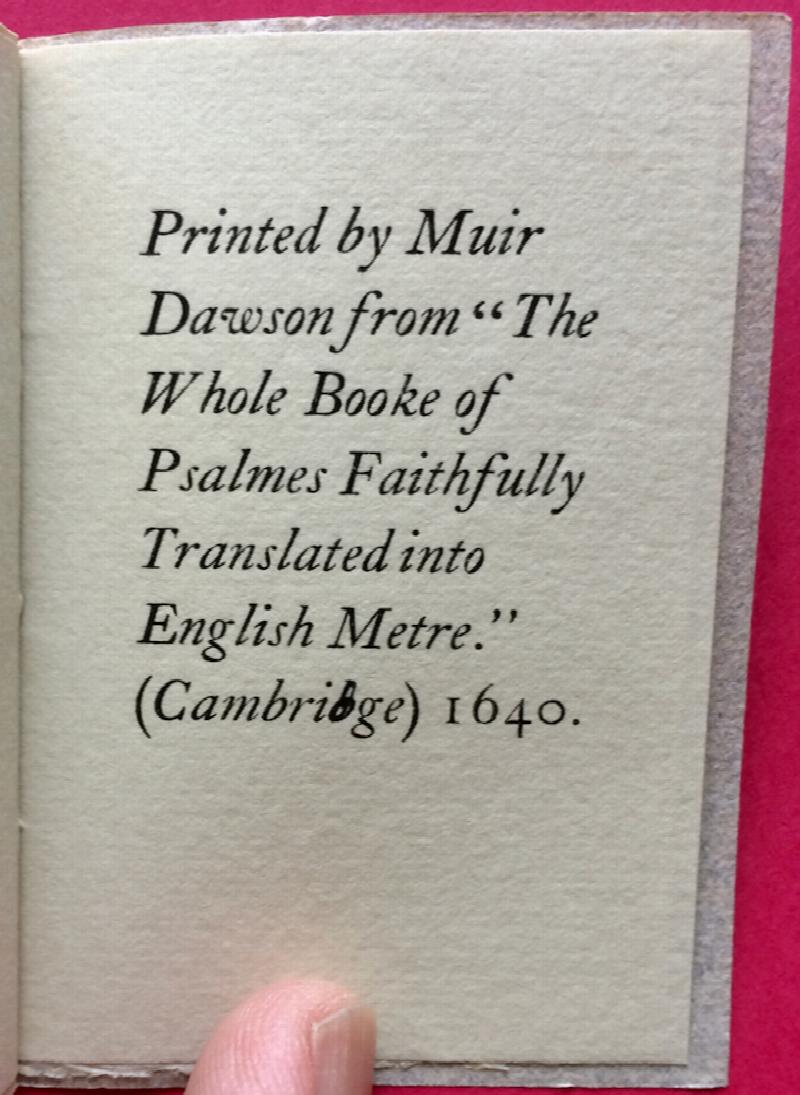 Printed by Muir
Dawson from “The
Whole Booke of
Psalmes Faithfully
Translated into
English Metre.”
(Cambridge) 1640.